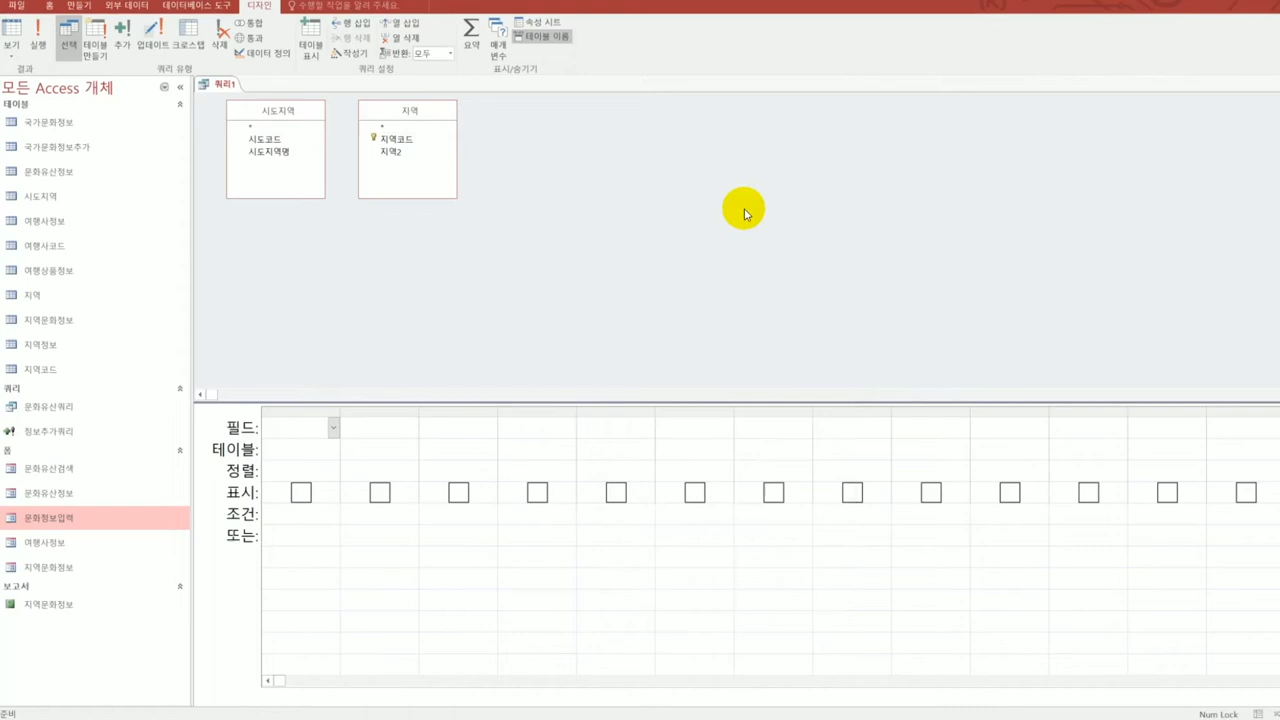 파일 홈 만들기 외부 데이터 데이터베이스 도구 디자인 수행할 작업을 알려 주세요.
보기 실행 선택 테이블 만들기 추가 업데이트 크로스탭 삭제 통합 통과 데이터 정의 테이블 표시 행 삽입 행 삭제 작성기 열 삽입 열 삭제 반환: 모두 요약 매개 변수 속성 시트 테이블 이름
결과 쿼리 유형 쿼리 설정 표시/숨기기
모든 Access 개체
테이블
국가문화정보
국가문화정보추가
문화유산정보
시도지역
여행사정보
여행사코드
여행상품정보
지역
지역문화정보
지역정보
지역코드
쿼리
문화유산쿼리
정보추가쿼리
폼
문화유산검색
문화유산정보
문화정보입력
여행사정보
지역문화정보
보고서
지역문화정보
쿼리1
시도지역
*
시도코드
시도지역명
지역
*
지역코드
지역2
필드:
테이블:
정렬:
표시:
조건:
또는:
준비
Num Lock